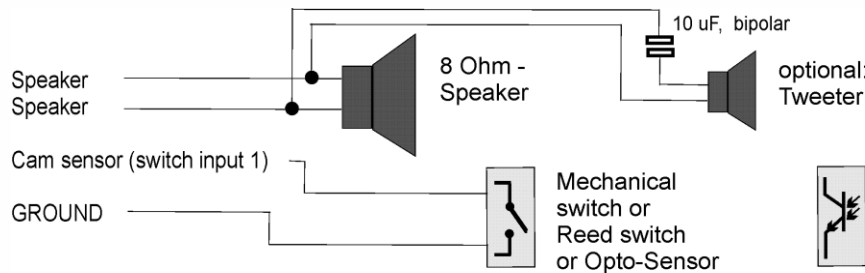 10 uF, bipolar
Speaker
Speaker
8 Ohm -
Speaker
optional:
Tweeter
Cam sensor (switch input 1)
GROUND
Mechanical
switch or
Reed switch
or Opto-Sensor